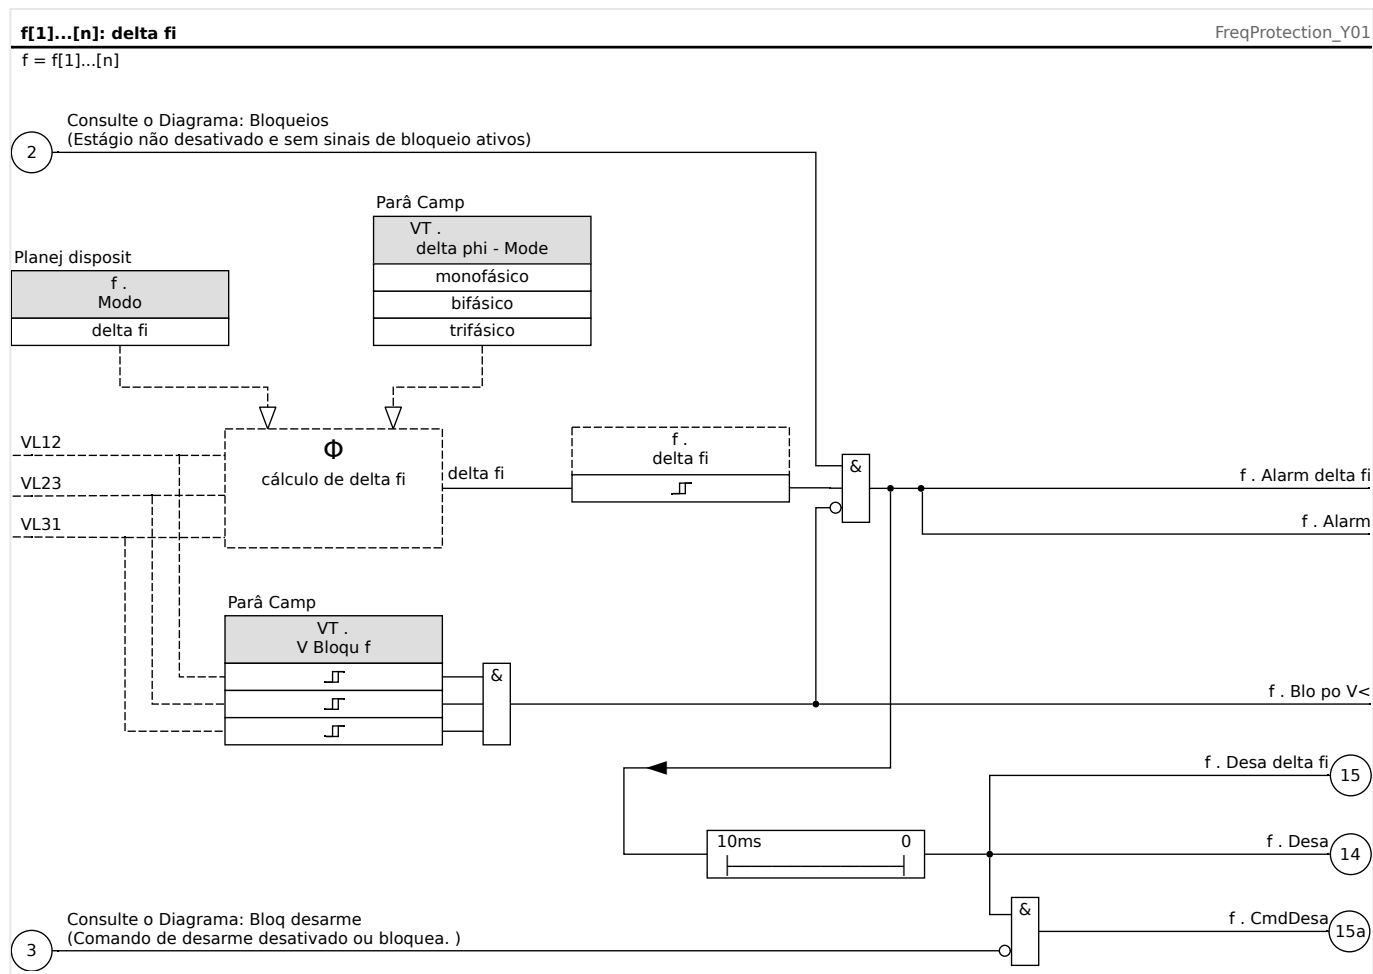 f[1]...[n]: delta fi
FreqProtection_Y01
f = f[1]...[n]
Consulte o Diagrama: Bloqueios
(Estágio não desativado e sem sinais de bloqueio ativos)
2
Parâ Camp
VT .
delta phi - Mode
monofásico
bifásico
trifásico
Planej disposit
f .
Modo
delta fi
VL12
VL23
VL31
Φ
cálculo de delta fi
delta fi
f .
delta fi
&
f . Alarm delta fi
f . Alarm
Parâ Camp
VT .
V Bloqu f
&
f . Blo po V<
f . Desa delta fi
15
10ms 0
f . Desa
14
&
f . CmdDesa
15a
Consulte o Diagrama: Bloq desarme
(Comando de desarme desativado ou bloquea. )
3